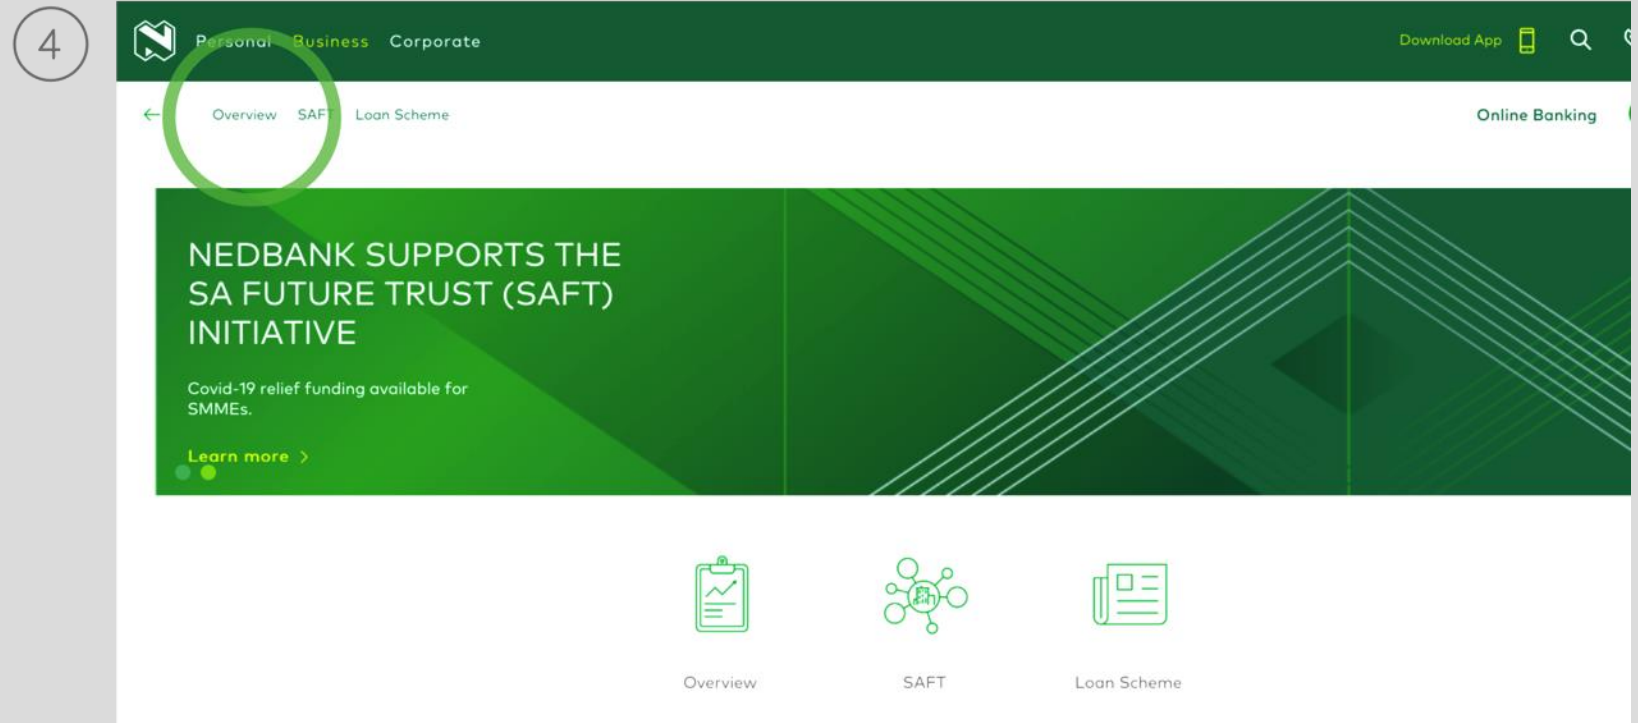 4
Personal Business Corporate
Download App
Overview SAFT Loan Scheme
Online Banking
NEDBANK SUPPORTS THE
SA FUTURE TRUST (SAFT)
INITIATIVE
Covid-19 relief funding available for
SMMEs.
Learn more >
Overview SAFT Loan Scheme